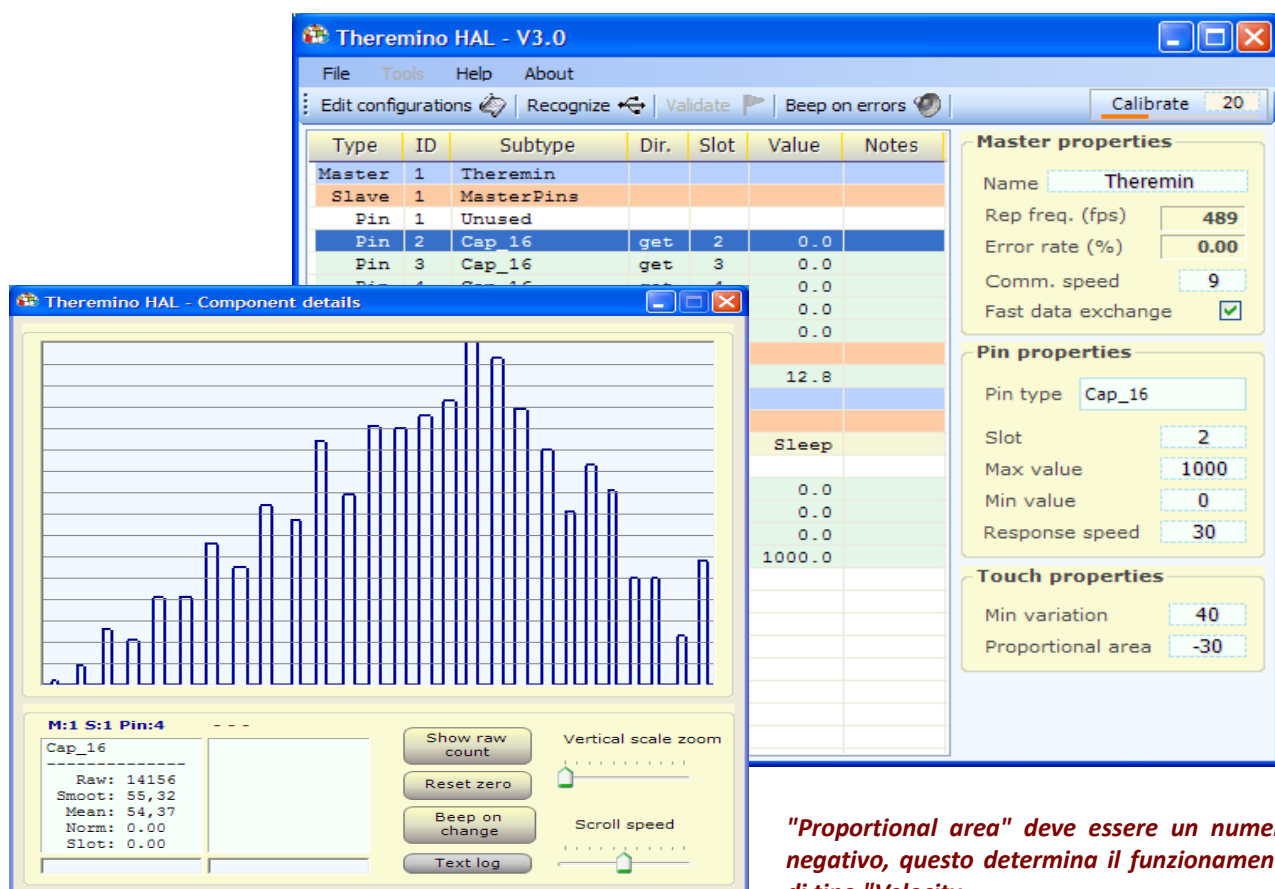 Theremino HAL - V3.0
File Tools Help About
Edit configurations Recognize Validate Beep on errors Calibrate 20
Type ID Subtype Dir. Slot Value Notes
Master 1 Theremin
Slave 1 MasterPins
Pin 1 Unused
Pin 2 Cap_16 get 2 0.0
Pin 3 Cap_16 get 3 0.0
0.0
0.0
0.0
12.8
Sleep
0.0
0.0
0.0
1000.0
Master properties
Name Theremin
Rep freq. (fps) 489
Error rate (%) 0.00
Comm. speed 9
Fast data exchange
Pin properties
Pin type Cap_16
Slot 2
Max value 1000
Min value 0
Response speed 30
Touch properties
Min variation 40
Proportional area -30
Theremino HAL - Component details
M:1 S:1 Pin:4 - - -
Cap_16
--------------
Raw: 14156
Smoot: 55,32
Mean: 54,37
Norm: 0.00
Slot: 0.00
Show raw count
Reset zero
Beep on change
Text log
Vertical scale zoom
Scroll speed
"Proportional area" deve essere un
negativo, questo determina il
di tipo "Velocity